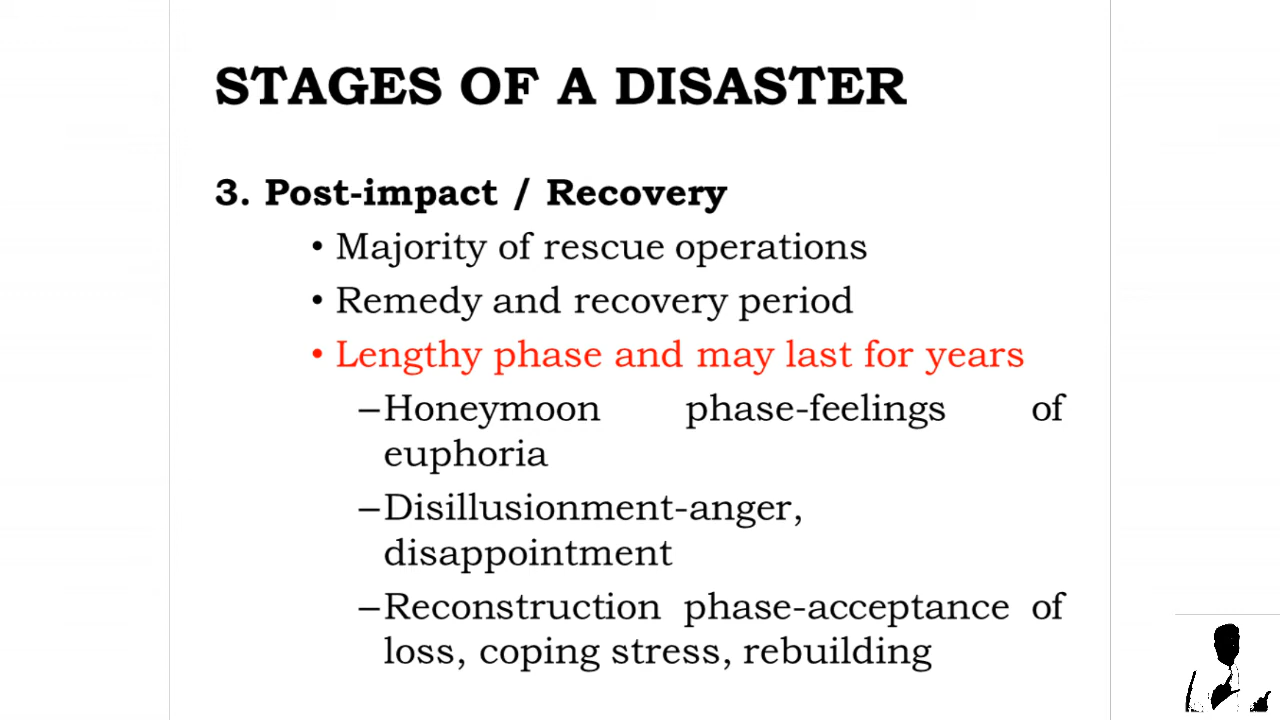 STAGES OF A DISASTER
3. Post-impact / Recovery
• Majority of rescue operations
• Remedy and recovery period
• Lengthy phase and may last for years
–Honeymoon phase-feelings of
euphoria
–Disillusionment-anger,
disappointment
–Reconstruction phase-acceptance of
loss, coping stress, rebuilding